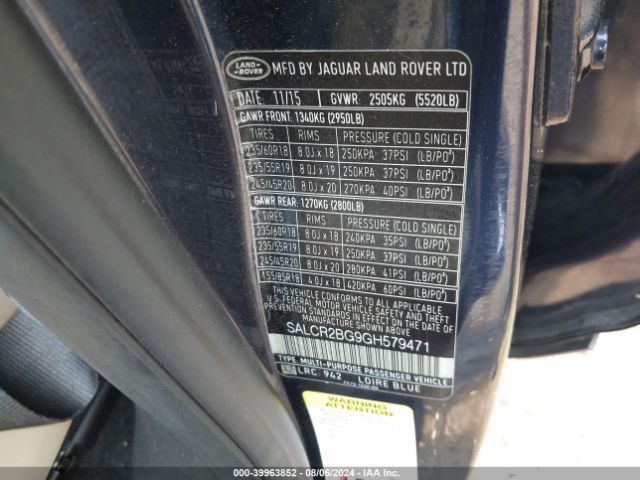 LAND-ROVER MFD BY JAGUAR LAND ROVER LTD
DATE: 11/15 GVWR: 2505KG (5520LB)
GAWR FRONT: 1340KG (2950LB)
TIRES RIMS PRESSURE (COLD SINGLE)
235/60R18 8.0J x 18 250KPA 37PSI (LB/PO²)
235/55R19 8.0J x 19 250KPA 37PSI (LB/PO²)
245/45R20 8.0J x 20 270KPA 40PSI (LB/PO²)
GAWR REAR: 1270KG (2800LB)
TIRES RIMS PRESSURE (COLD SINGLE)
235/60R18 8.0J x 18 240KPA 35PSI (LB/PO²)
235/55R19 8.0J x 19 250KPA 37PSI (LB/PO²)
245/45R20 8.0J x 20 280KPA 41PSI (LB/PO²)
155/85R18 4.0J x 18 420KPA 60PSI (LB/PO²)
THIS VEHICLE CONFORMS TO ALL APPLICABLE
U.S. FEDERAL MOTOR VEHICLE SAFETY, BUMPER,
AND THEFT PREVENTION STANDARDS IN EFFECT ON THE
DATE OF MANUFACTURE SHOWN ABOVE.
SALCR2BG9GH579471
TYPE: MULTI-PURPOSE PASSENGER VEHICLE
LRC: 942 LOIRE BLUE
WARNING
000-39963852 - 08/06/2024 - Copyright © IAA, Inc.